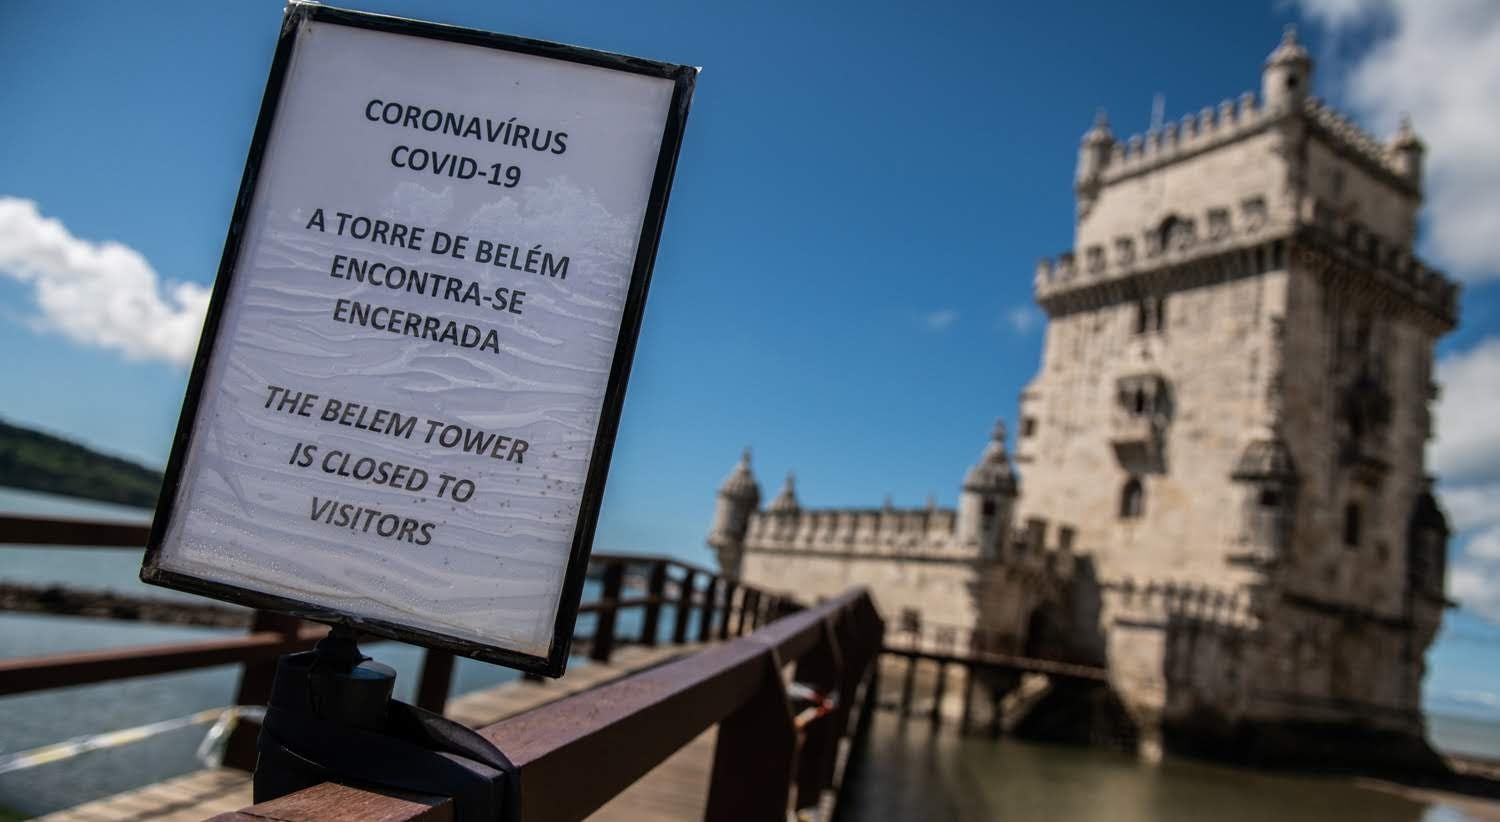 CORONAVÍRUS
COVID-19
A TORRE DE BELÉM
ENCONTRA-SE
ENCERRADA
THE BELEM TOWER
IS CLOSED TO
VISITORS